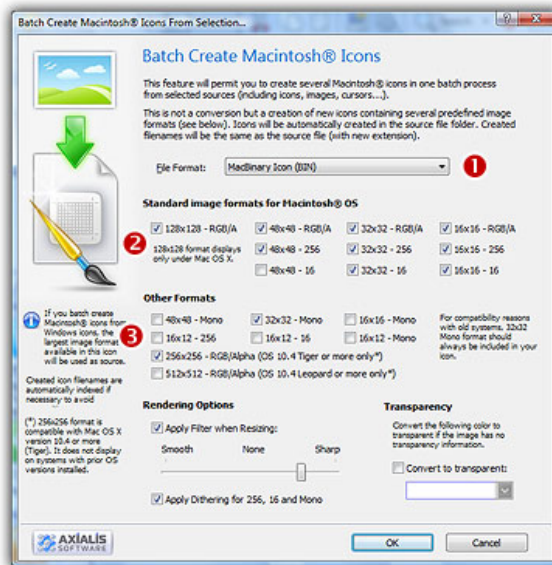 Batch Create Macintosh® Icons From Selection...
Batch Create Macintosh® Icons
This feature will permit you to create several Macintosh® icons in one batch process
from selected sources (including icons, images, cursors...).
This is not a conversion but a creation of new icons containing several predefined image
formats (see below). Icons will be automatically created in the source file folder. Created
filenames will be the same as the source file (with new extension).
File Format: MacBinary Icon (BIN) 1
Standard image formats for Macintosh® OS
128x128 - RGB/A 48x48 - RGB/A 32x32 - RGB/A 16x16 - RGB/A
2 128x128 format displays 48x48 - 256 32x32 - 256 16x16 - 256
only under Mac OS X. 48x48 - 16 32x32 - 16 16x16 - 16
Other Formats
3 48x48 - Mono 32x32 - Mono 16x16 - Mono
16x12 - 256 16x12 - 16 16x12 - Mono
256x256 - RGB/Alpha (OS 10.4 Tiger or more only*)
512x512 - RGB/Alpha (OS 10.4 Leopard or more only*)
For compatibility reasons
with old systems, 32x32
Mono format should
always be included in your
icon.
If you batch create
Macintosh® icons from
Windows icons, the
largest image format
available in this icon
will be used as source.
Created icon filenames are
automatically indexed if
necessary to avoid
(*) 256x256 format is
compatible with Mac OS X
version 10.4 or more
(Tiger). It does not display
on systems with prior OS
versions installed.
Rendering Options
Apply Filter when Resizing:
Smooth None Sharp
Apply Dithering for 256, 16 and Mono
Transparency
Convert the following color to
transparent if the image has no
transparency information.
Convert to transparent:
AXIALIS
SOFTWARE
OK Cancel